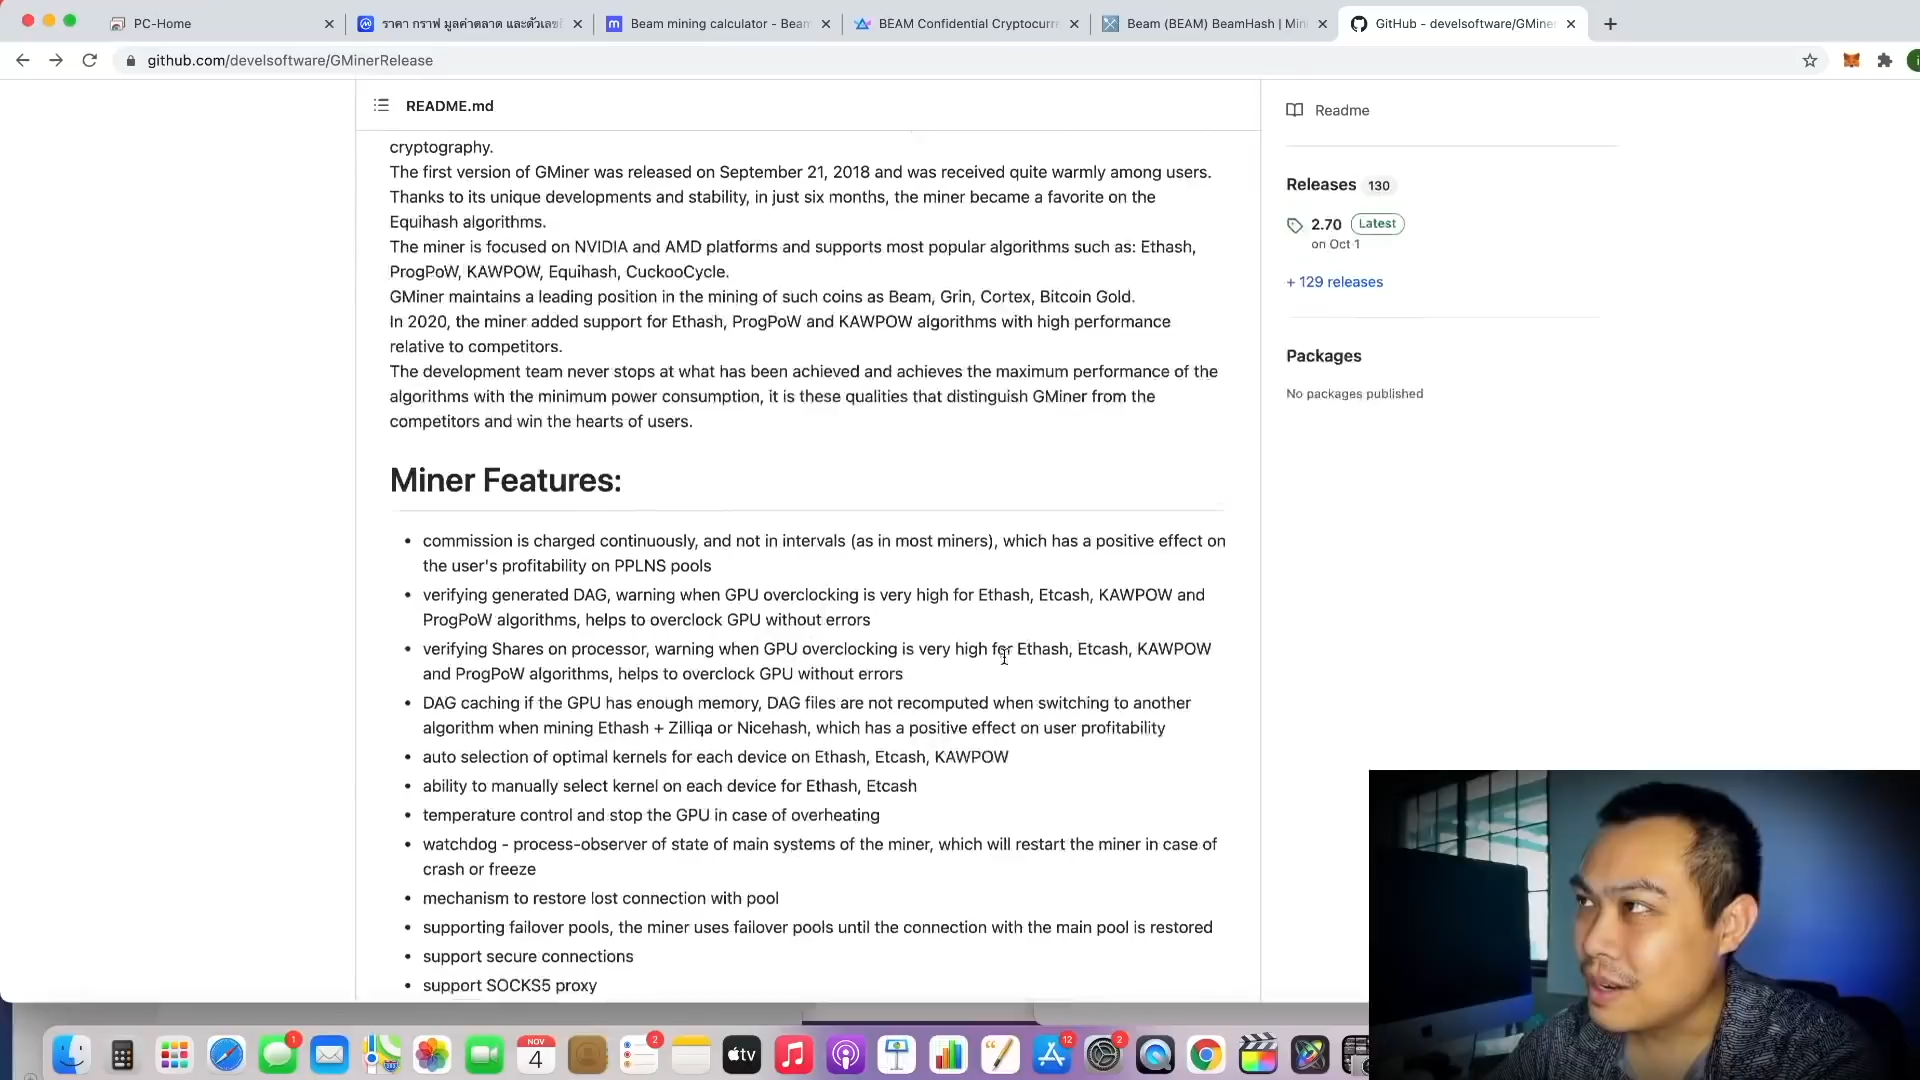 PC-Home
ราคา กราฟ มูลค่าตลาด และตัวเลข
Beam mining calculator - Beam
BEAM Confidential Cryptocurr
Beam (BEAM) BeamHash | Min
GitHub - develsoftware/GMiner
github.com/develsoftware/GMinerRelease
README.md
cryptography.
The first version of GMiner was released on September 21, 2018 and was received quite warmly among users.
Thanks to its unique developments and stability, in just six months, the miner became a favorite on the
Equihash algorithms.
The miner is focused on NVIDIA and AMD platforms and supports most popular algorithms such as: Ethash,
ProgPoW, KAWPOW, Equihash, CuckooCycle.
GMiner maintains a leading position in the mining of such coins as Beam, Grin, Cortex, Bitcoin Gold.
In 2020, the miner added support for Ethash, ProgPoW and KAWPOW algorithms with high performance
relative to competitors.
The development team never stops at what has been achieved and achieves the maximum performance of the
algorithms with the minimum power consumption, it is these qualities that distinguish GMiner from the
competitors and win the hearts of users.
Miner Features:
• commission is charged continuously, and not in intervals (as in most miners), which has a positive effect on
the user's profitability on PPLNS pools
• verifying generated DAG, warning when GPU overclocking is very high for Ethash, Etcash, KAWPOW and
ProgPoW algorithms, helps to overclock GPU without errors
• verifying Shares on processor, warning when GPU overclocking is very high for Ethash, Etcash, KAWPOW
and ProgPoW algorithms, helps to overclock GPU without errors
• DAG caching if the GPU has enough memory, DAG files are not recomputed when switching to another
algorithm when mining Ethash + Zilliqa or Nicehash, which has a positive effect on user profitability
• auto selection of optimal kernels for each device on Ethash, Etcash, KAWPOW
• ability to manually select kernel on each device for Ethash, Etcash
• temperature control and stop the GPU in case of overheating
• watchdog - process-observer of state of main systems of the miner, which will restart the miner in case of
crash or freeze
• mechanism to restore lost connection with pool
• supporting failover pools, the miner uses failover pools until the connection with the main pool is restored
• support secure connections
• support SOCKS5 proxy
Readme
Releases 130
2.70 Latest
on Oct 1
+ 129 releases
Packages
No packages published
1
NOV
4
2
tv
12
2